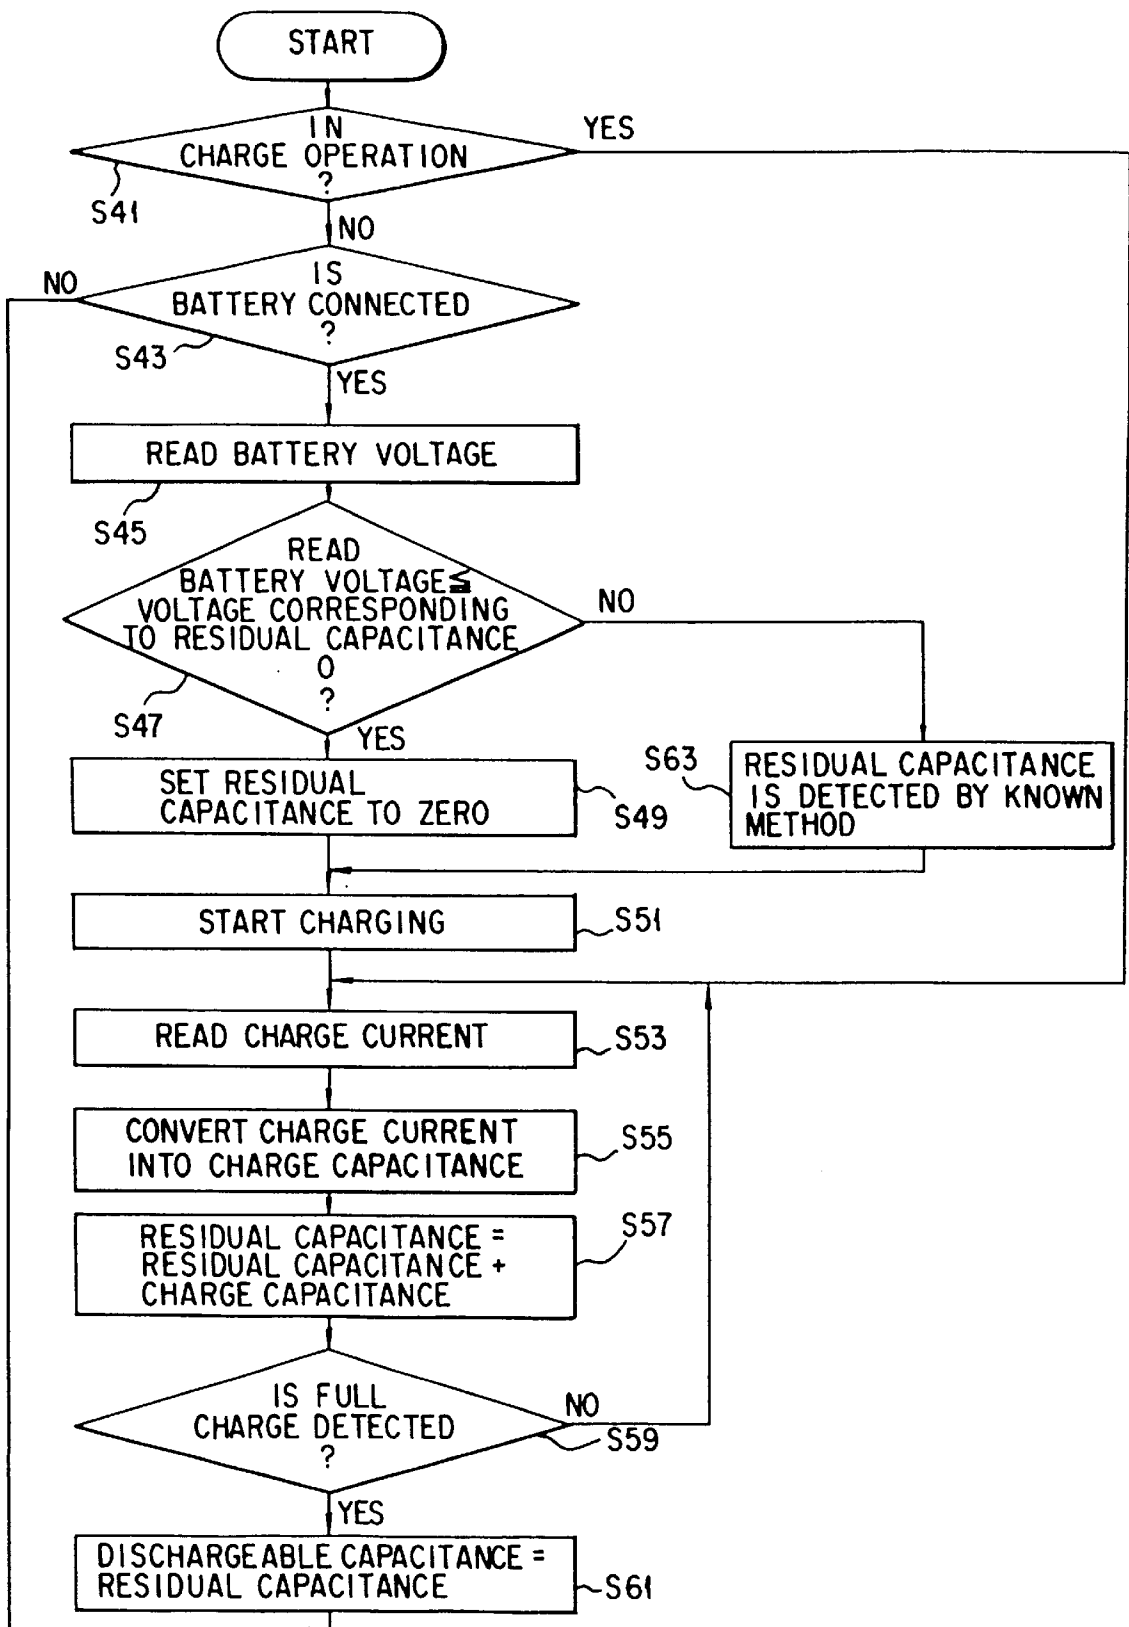 START
IN
CHARGE OPERATION
?
YES
S41
NO
NO
IS
BATTERY CONNECTED
?
S43
YES
READ BATTERY VOLTAGE
S45
READ
BATTERY VOLTAGE≦
VOLTAGE CORRESPONDING
TO RESIDUAL CAPACITANCE
0
?
NO
S47
YES
SET RESIDUAL
CAPACITANCE TO ZERO
S49
S63
RESIDUAL CAPACITANCE
IS DETECTED BY KNOWN
METHOD
START CHARGING
S51
READ CHARGE CURRENT
S53
CONVERT CHARGE CURRENT
INTO CHARGE CAPACITANCE
S55
RESIDUAL CAPACITANCE =
RESIDUAL CAPACITANCE +
CHARGE CAPACITANCE
S57
IS FULL
CHARGE DETECTED
?
NO
S59
YES
DISCHARGEABLE CAPACITANCE =
RESIDUAL CAPACITANCE
S61